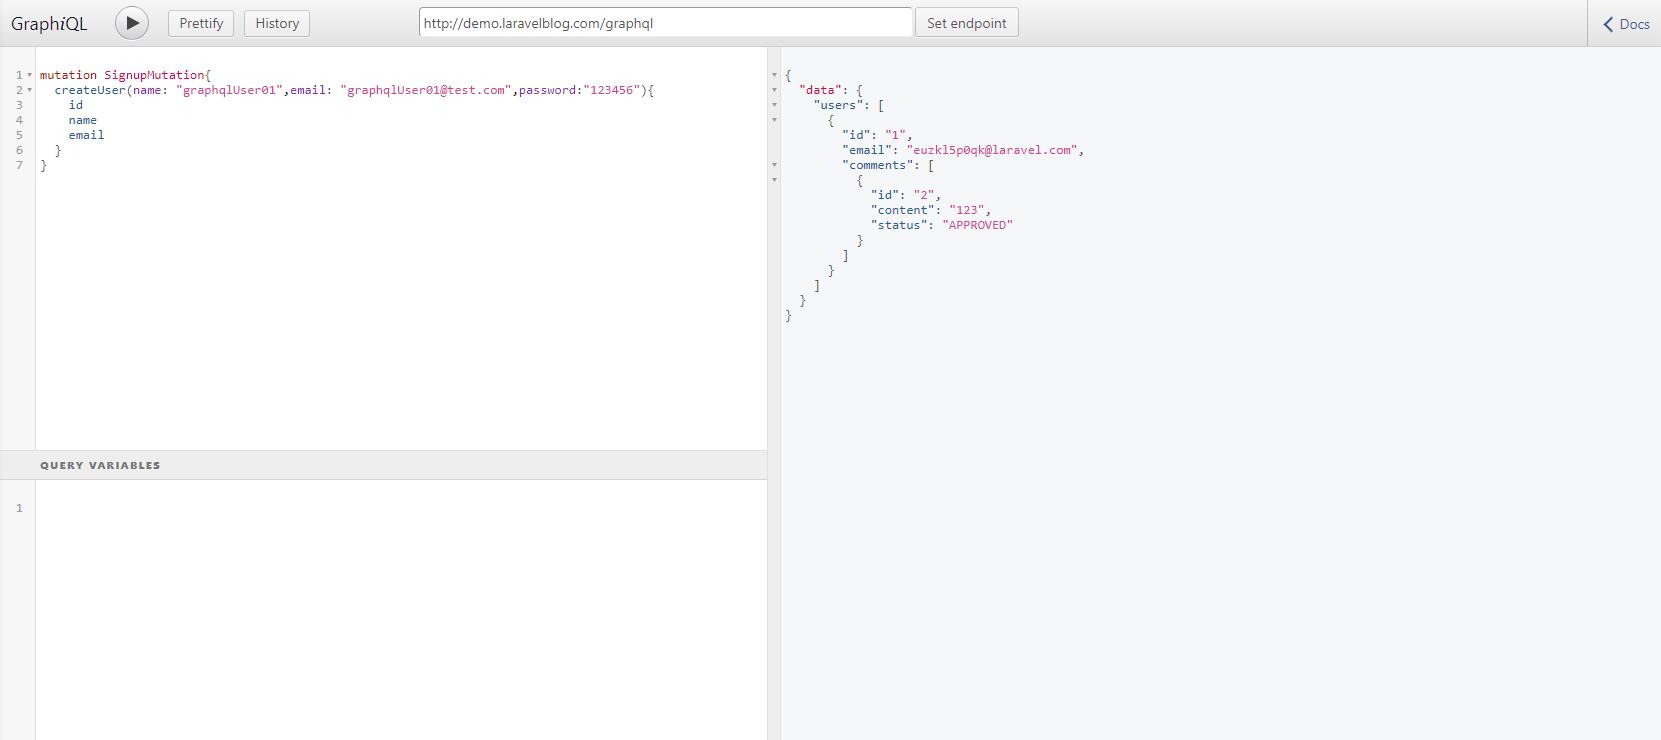 GraphiQL Prettify History http://demo.laravelblog.com/graphql Set endpoint Docs
1 mutation SignupMutation{
2 createUser(name: "graphqlUser01",email: "graphqlUser01@test.com",password:"123456"){
3 id
4 name
5 email
6 }
7 }
QUERY VARIABLES
1
{
"data": {
"users": [
{
"id": "1",
"email": "euzkl5p0qk@laravel.com",
"comments": [
{
"id": "2",
"content": "123",
"status": "APPROVED"
}
]
}
]
}
}